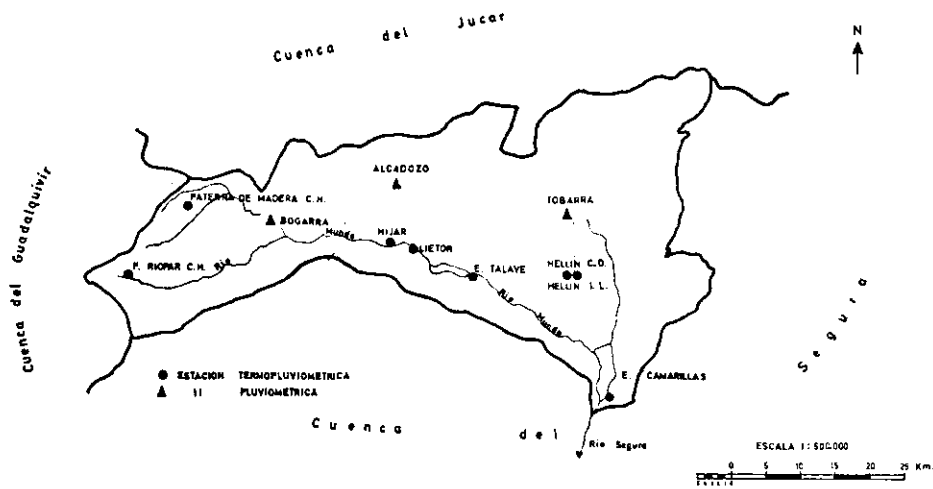 Cuenca del Jucar
N
Cuenca del Guadalquivir
ALCADOZO
PATERNA DE MADERA C.H.
BOGARRA
TOBARRA
Mundo
HIJAR
LIETOR
F. RIOPAR C.H.
Rio
E. TALAVE
HELLIN C.O.
HELLIN I.L.
Rio Mundo
E. CAMARILLAS
Segura
● ESTACION TERMOPLUVIOMETRICA
▲ II PLUVIOMETRICA
Cuenca del
Rio Segura
ESCALA 1:500.000
0 5 10 15 20 25 Km.